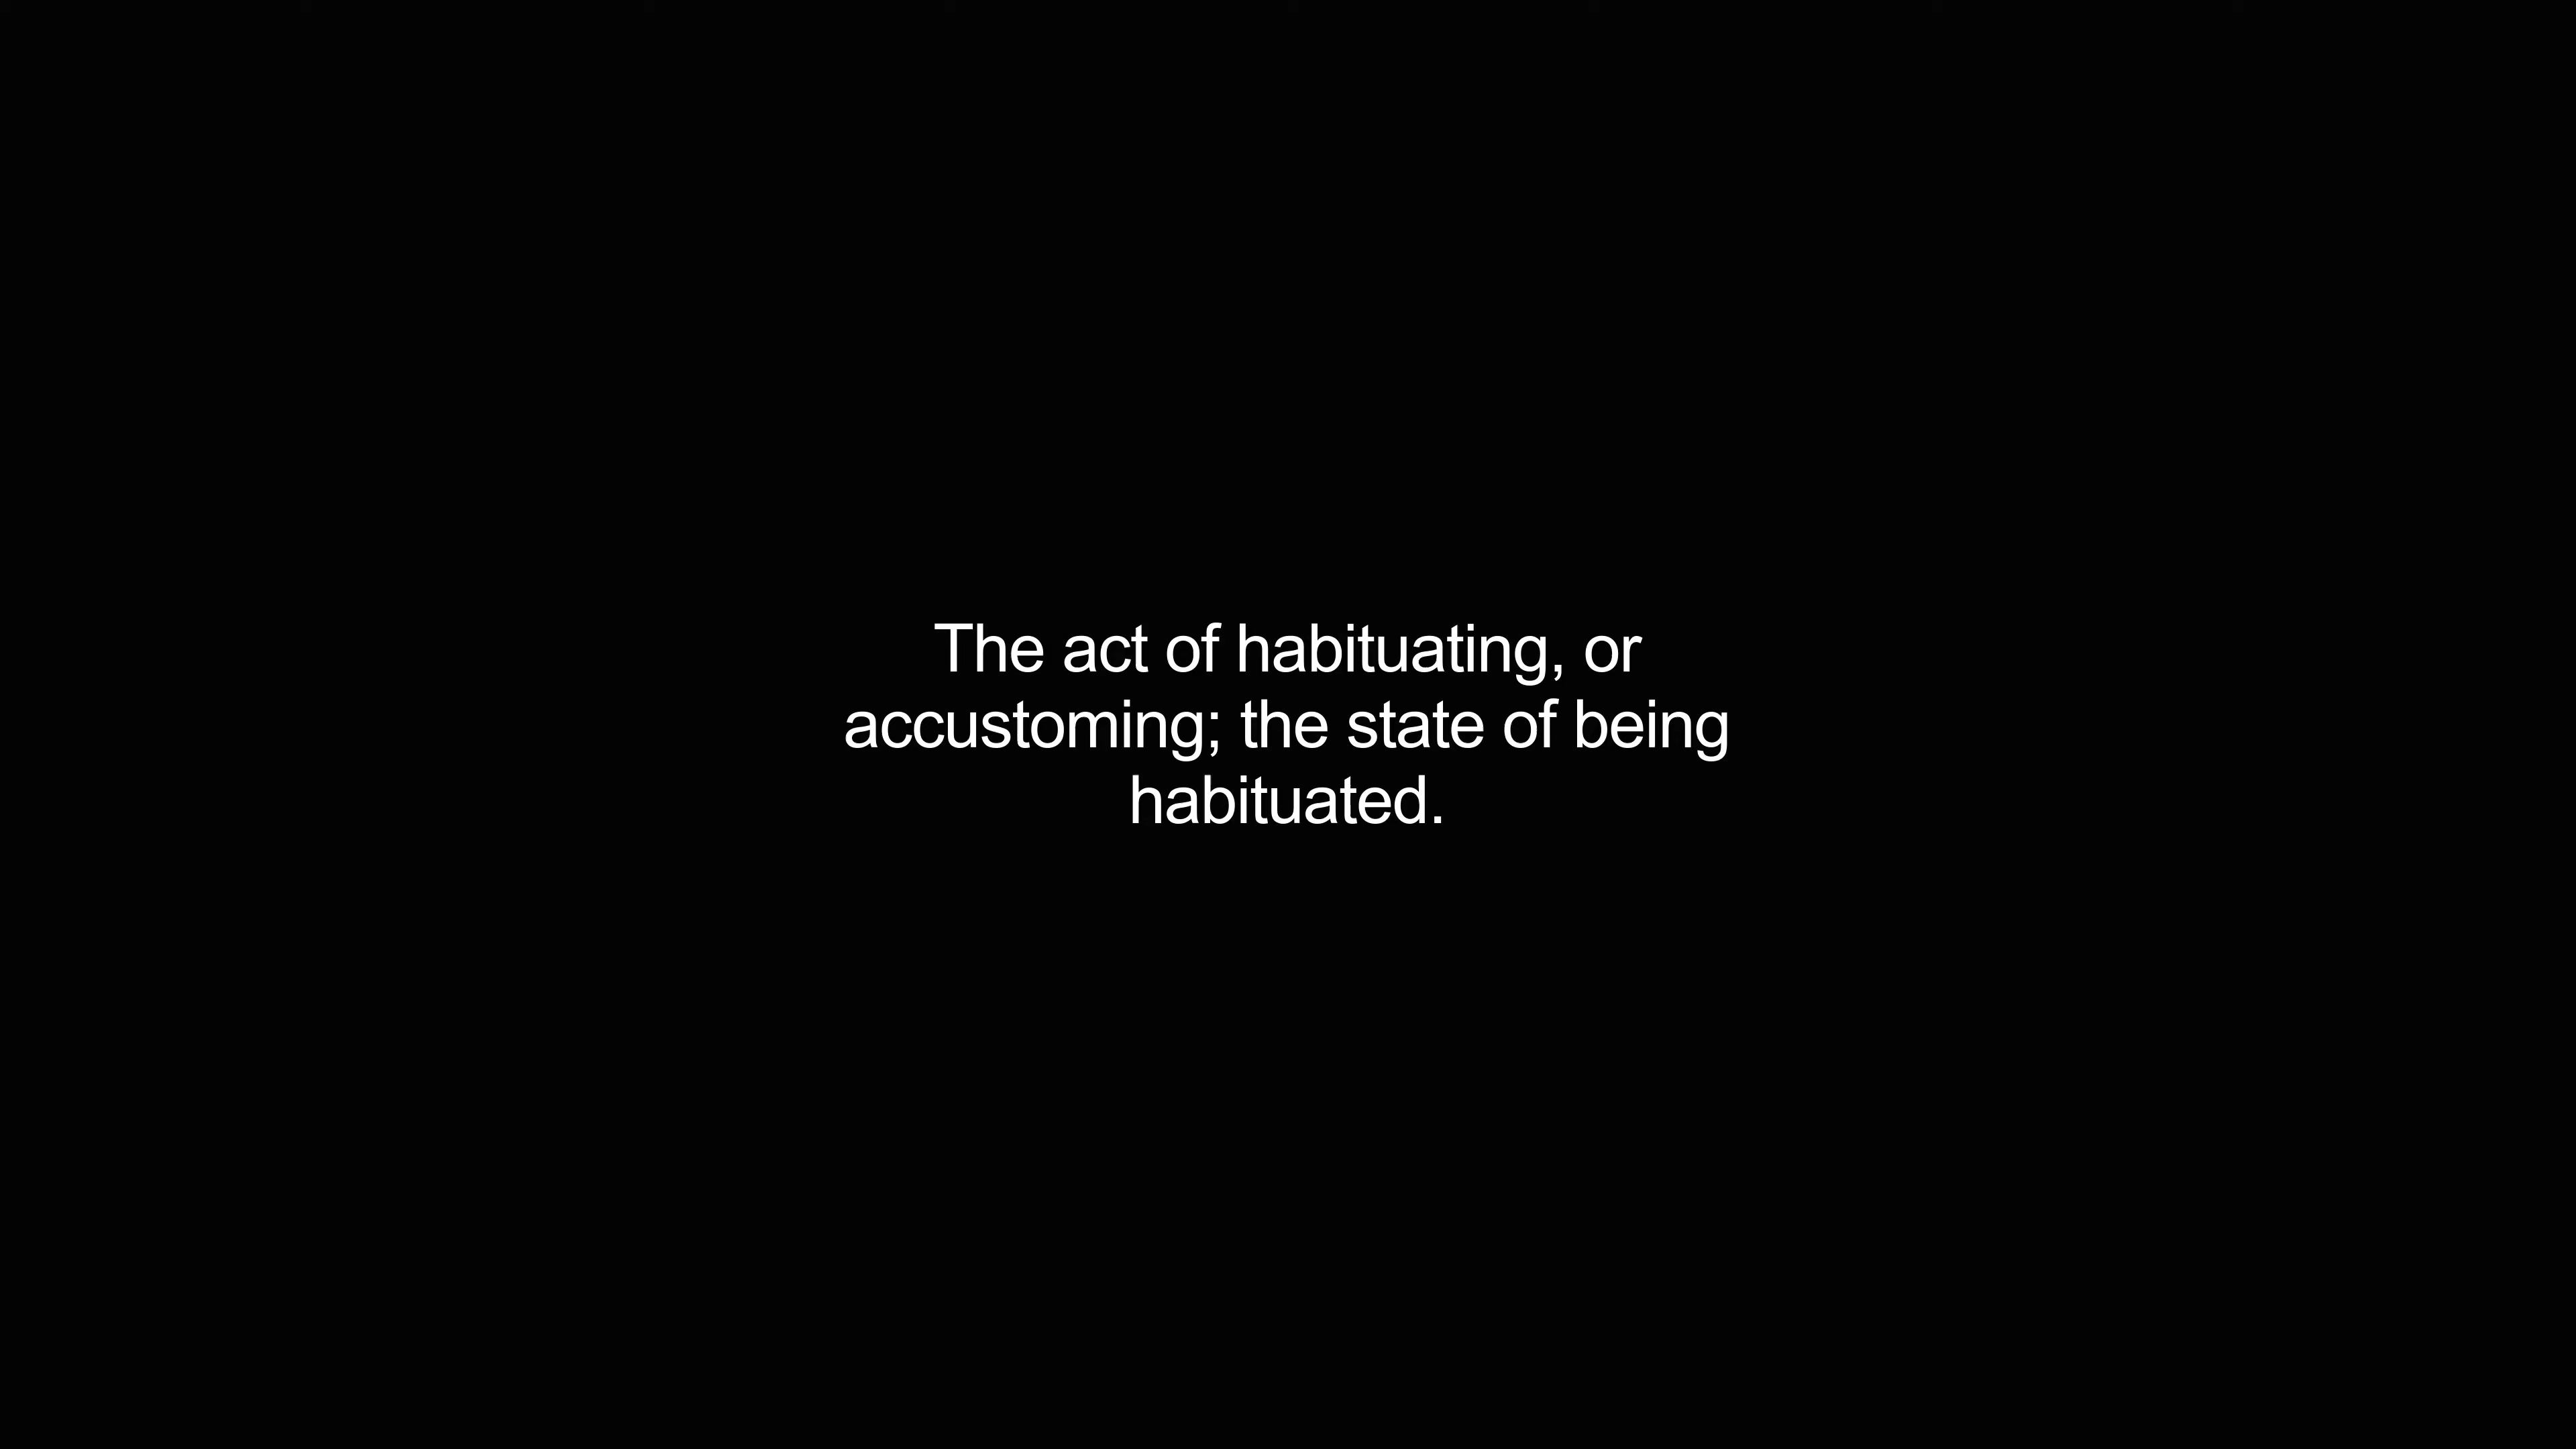 The act of habituating, or
accustoming; the state of being
habituated.